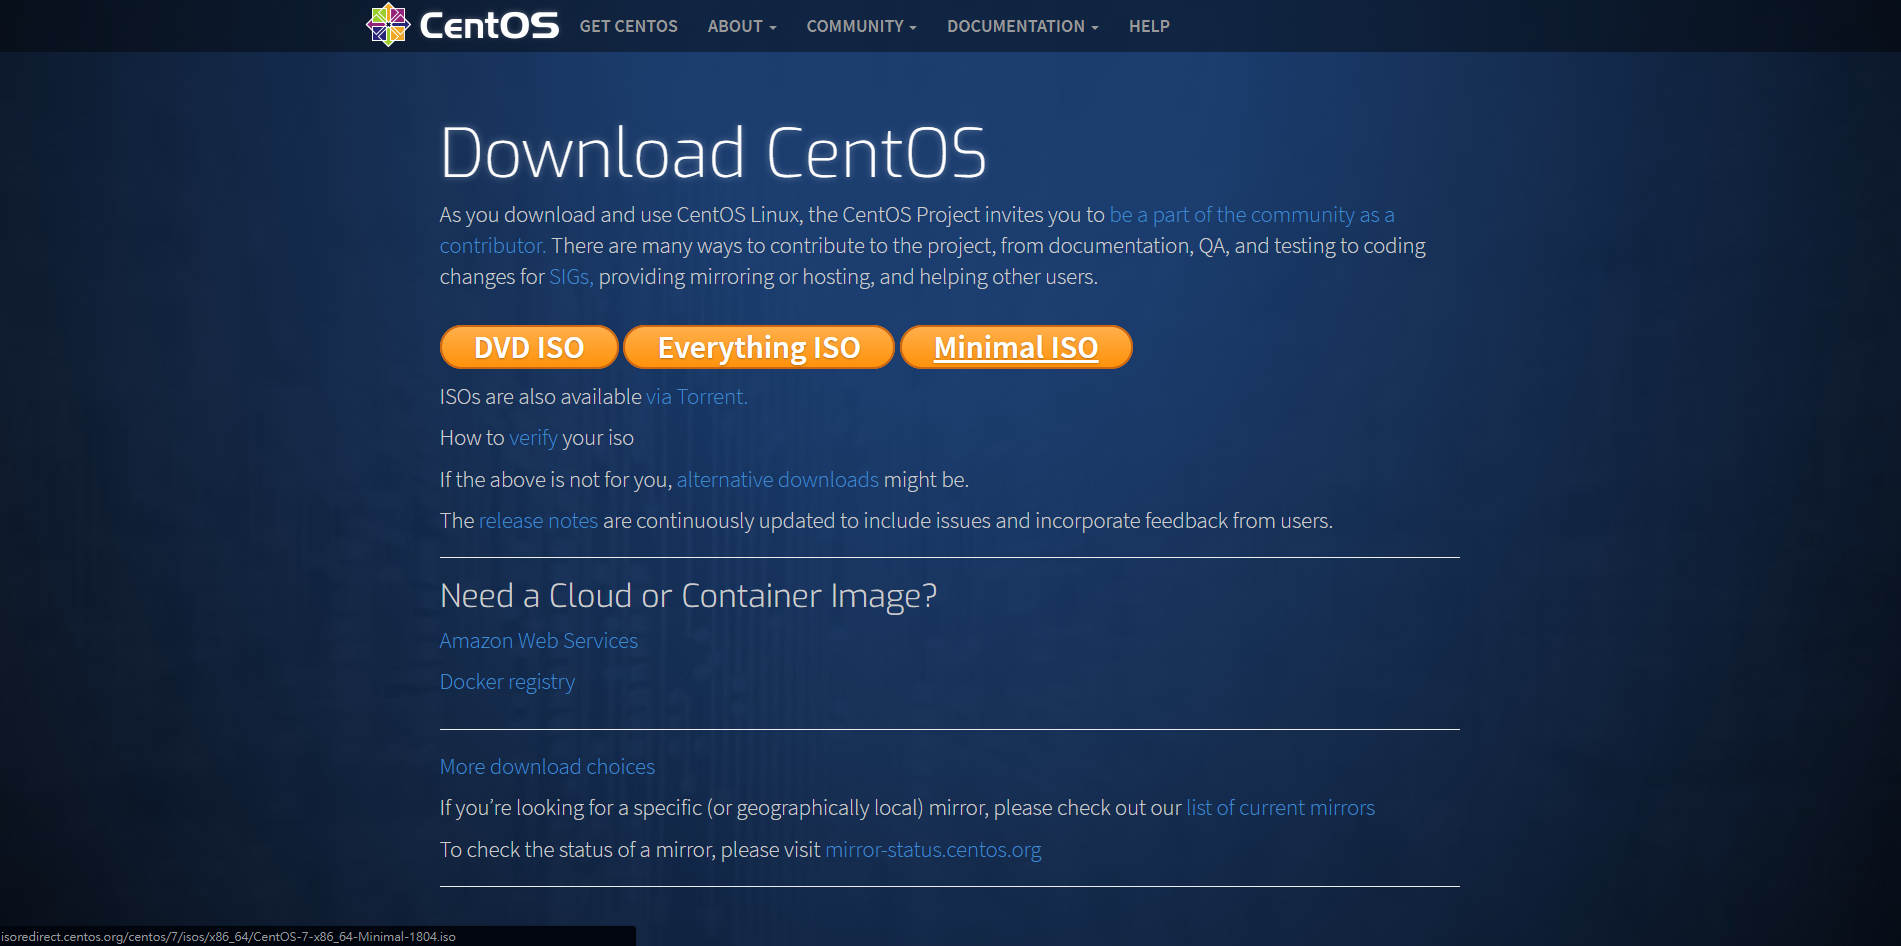 CentOS GET CENTOS ABOUT COMMUNITY DOCUMENTATION HELP
Download CentOS
As you download and use CentOS Linux, the CentOS Project invites you to be a part of the community as a
contributor. There are many ways to contribute to the project, from documentation, QA, and testing to coding
changes for SIGs, providing mirroring or hosting, and helping other users.
DVD ISO Everything ISO Minimal ISO
ISOs are also available via Torrent.
How to verify your iso
If the above is not for you, alternative downloads might be.
The release notes are continuously updated to include issues and incorporate feedback from users.
Need a Cloud or Container Image?
Amazon Web Services
Docker registry
More download choices
If you’re looking for a specific (or geographically local) mirror, please check out our list of current mirrors
To check the status of a mirror, please visit mirror-status.centos.org
isoredirect.centos.org/centos/7/isos/x86_64/CentOS-7-x86_64-Minimal-1804.iso